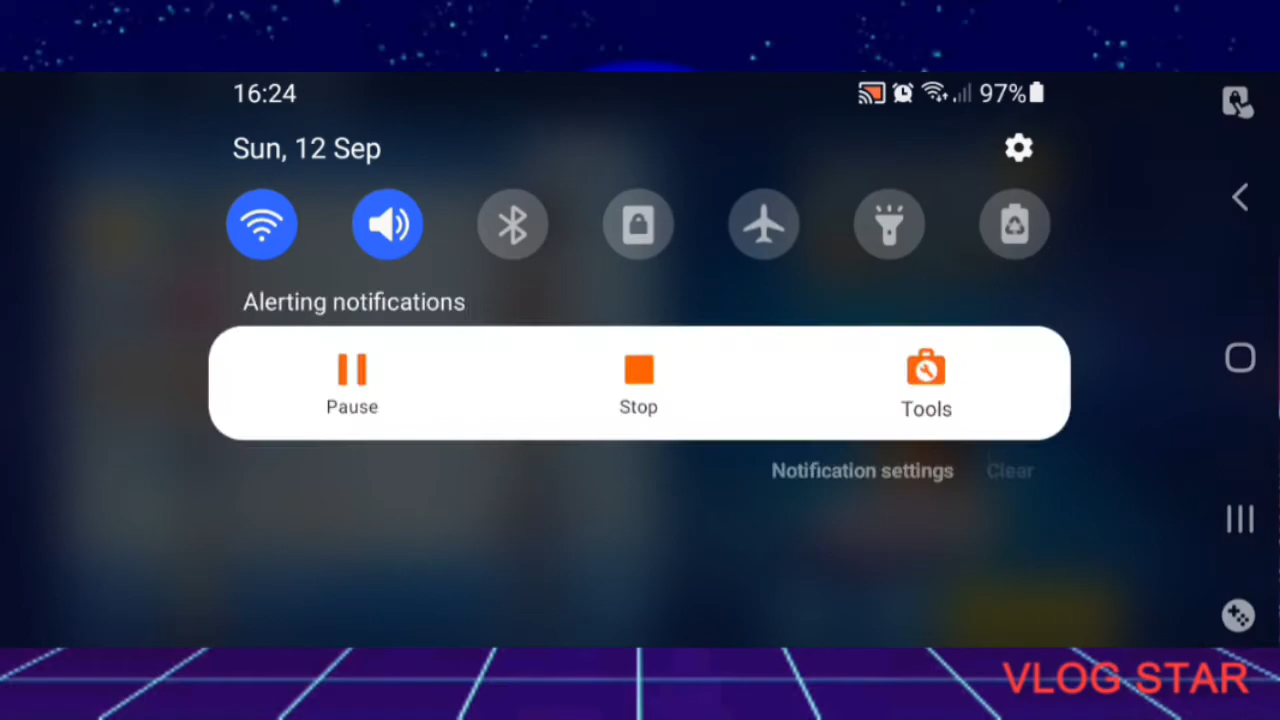 16:24
97%
Sun, 12 Sep
Alerting notifications
Pause
Stop
Tools
Notification settings
Clear
VLOG STAR